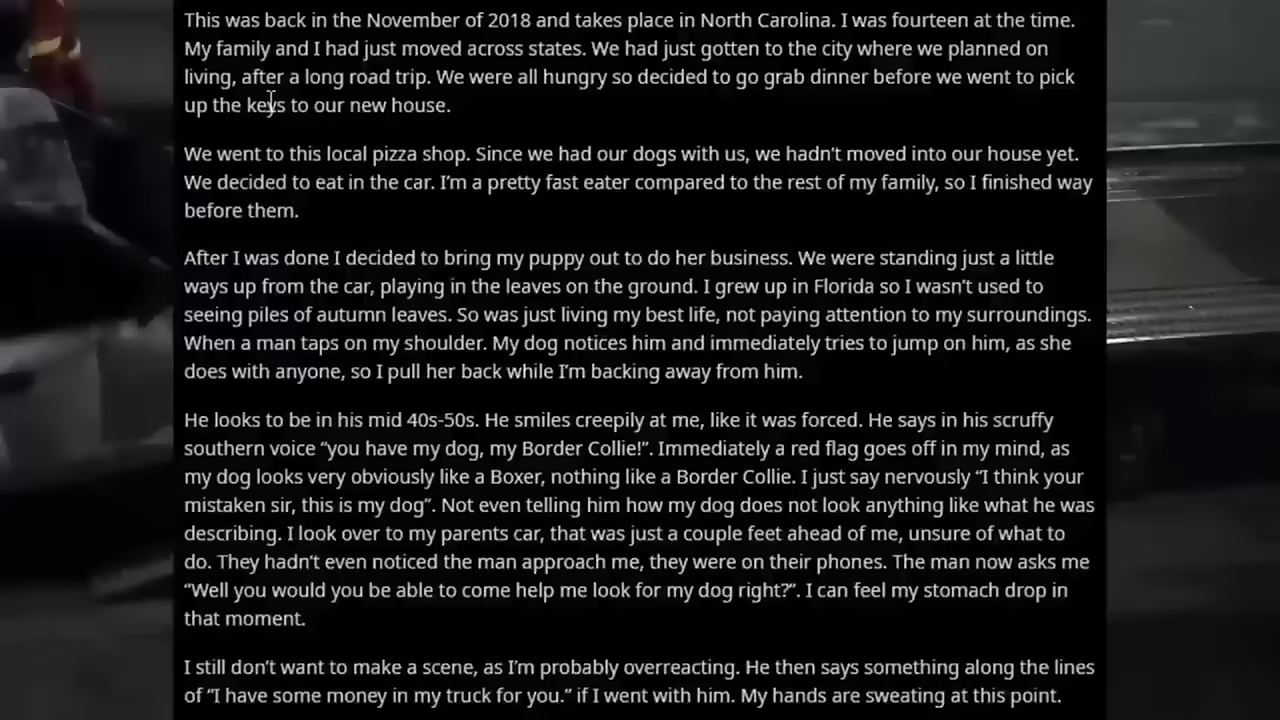 This was back in the November of 2018 and takes place in North Carolina. I was fourteen at the time.
My family and I had just moved across states. We had just gotten to the city where we planned on
living, after a long road trip. We were all hungry so decided to go grab dinner before we went to pick
up the keys to our new house.
We went to this local pizza shop. Since we had our dogs with us, we hadn't moved into our house yet.
We decided to eat in the car. I'm a pretty fast eater compared to the rest of my family, so I finished way
before them.
After I was done I decided to bring my puppy out to do her business. We were standing just a little
ways up from the car, playing in the leaves on the ground. I grew up in Florida so I wasn't used to
seeing piles of autumn leaves. So was just living my best life, not paying attention to my surroundings.
When a man taps on my shoulder. My dog notices him and immediately tries to jump on him, as she
does with anyone, so I pull her back while I'm backing away from him.
He looks to be in his mid 40s-50s. He smiles creepily at me, like it was forced. He says in his scruffy
southern voice “you have my dog, my Border Collie!”. Immediately a red flag goes off in my mind, as
my dog looks very obviously like a Boxer, nothing like a Border Collie. I just say nervously “I think your
mistaken sir, this is my dog”. Not even telling him how my dog does not look anything like what he was
describing. I look over to my parents car, that was just a couple feet ahead of me, unsure of what to
do. They hadn't even noticed the man approach me, they were on their phones. The man now asks me
“Well you would you be able to come help me look for my dog right?”. I can feel my stomach drop in
that moment.
I still don't want to make a scene, as I'm probably overreacting. He then says something along the lines
of “I have some money in my truck for you.” if I went with him. My hands are sweating at this point.